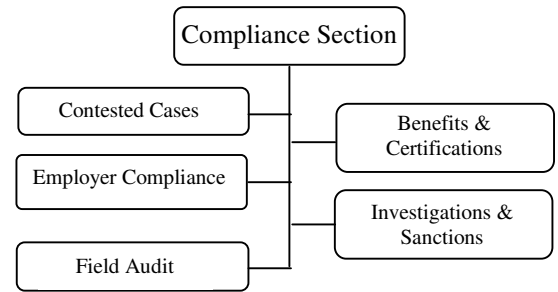 Compliance Section
Contested Cases
Benefits &
Certifications
Employer Compliance
Investigations &
Sanctions
Field Audit